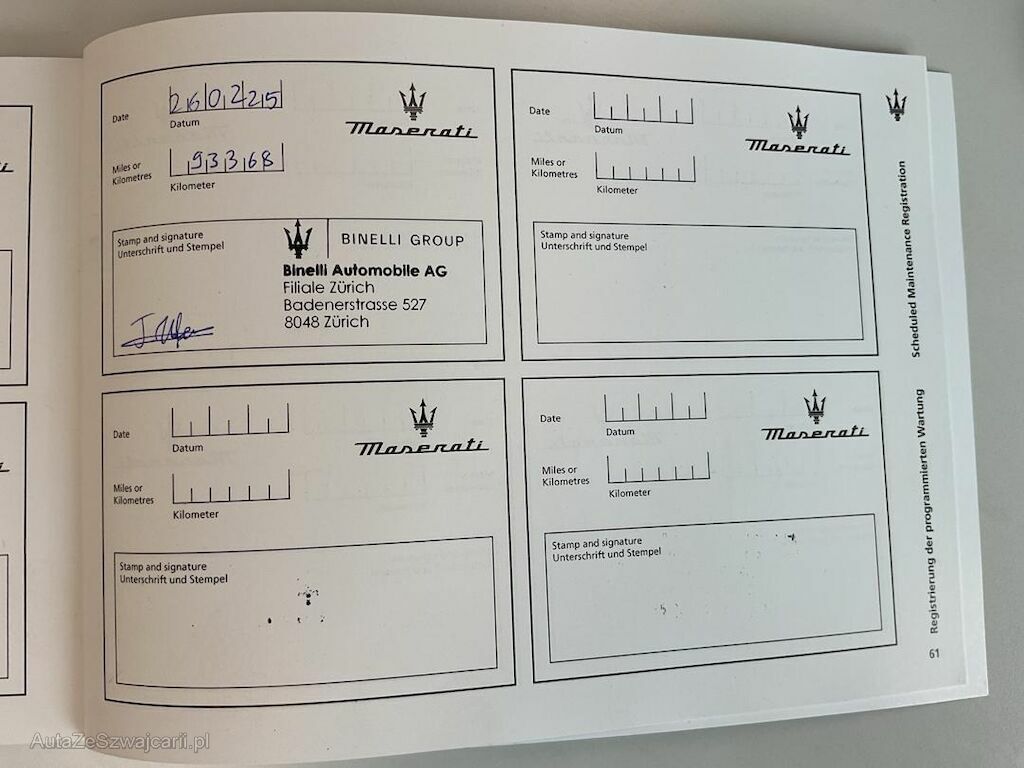 Date
260225
Datum
Maserati
Miles or
Kilometres
93368
Kilometer
Stamp and signature
Unterschrift und Stempel
BINELLI GROUP
Binelli Automobile AG
Filiale Zürich
Badenerstrasse 527
8048 Zürich
Date
Datum
Maserati
Miles or
Kilometres
Kilometer
Stamp and signature
Unterschrift und Stempel
Date
Datum
Maserati
Miles or
Kilometres
Kilometer
Stamp and signature
Unterschrift und Stempel
Date
Datum
Maserati
Miles or
Kilometres
Kilometer
Stamp and signature
Unterschrift und Stempel
Scheduled Maintenance Registration
Registrierung der programmierten Wartung
61
AutaZeSzwajcarii.pl